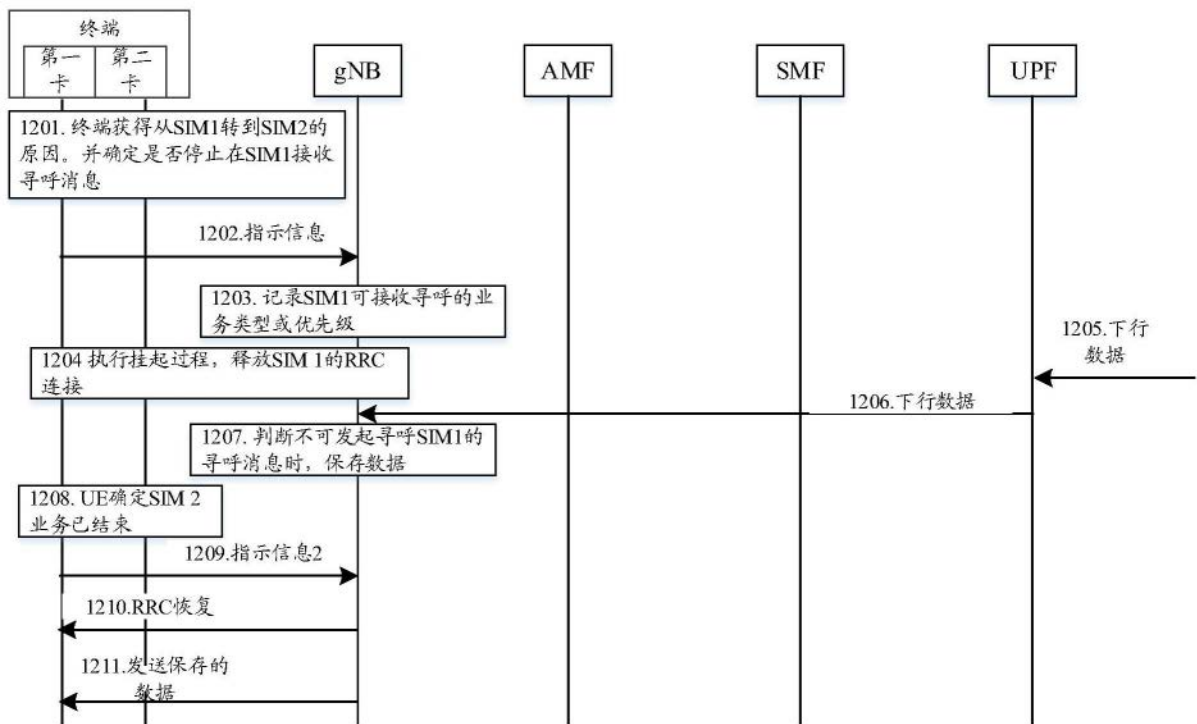 终端
第一卡
第二卡
gNB
AMF
SMF
UPF
1201. 终端获得从SIM1转到SIM2的
原因。并确定是否停止在SIM1接收
寻呼消息
1202.指示信息
1203. 记录SIM1可接收寻呼的业
务类型或优先级
1204 执行挂起过程，释放SIM 1的RRC
连接
1205.下行
数据
1206.下行数据
1207. 判断不可发起寻呼SIM1的
寻呼消息时，保存数据
1208. UE确定SIM 2
业务已结束
1209.指示信息2
1210.RRC恢复
1211.发送保存的
数据